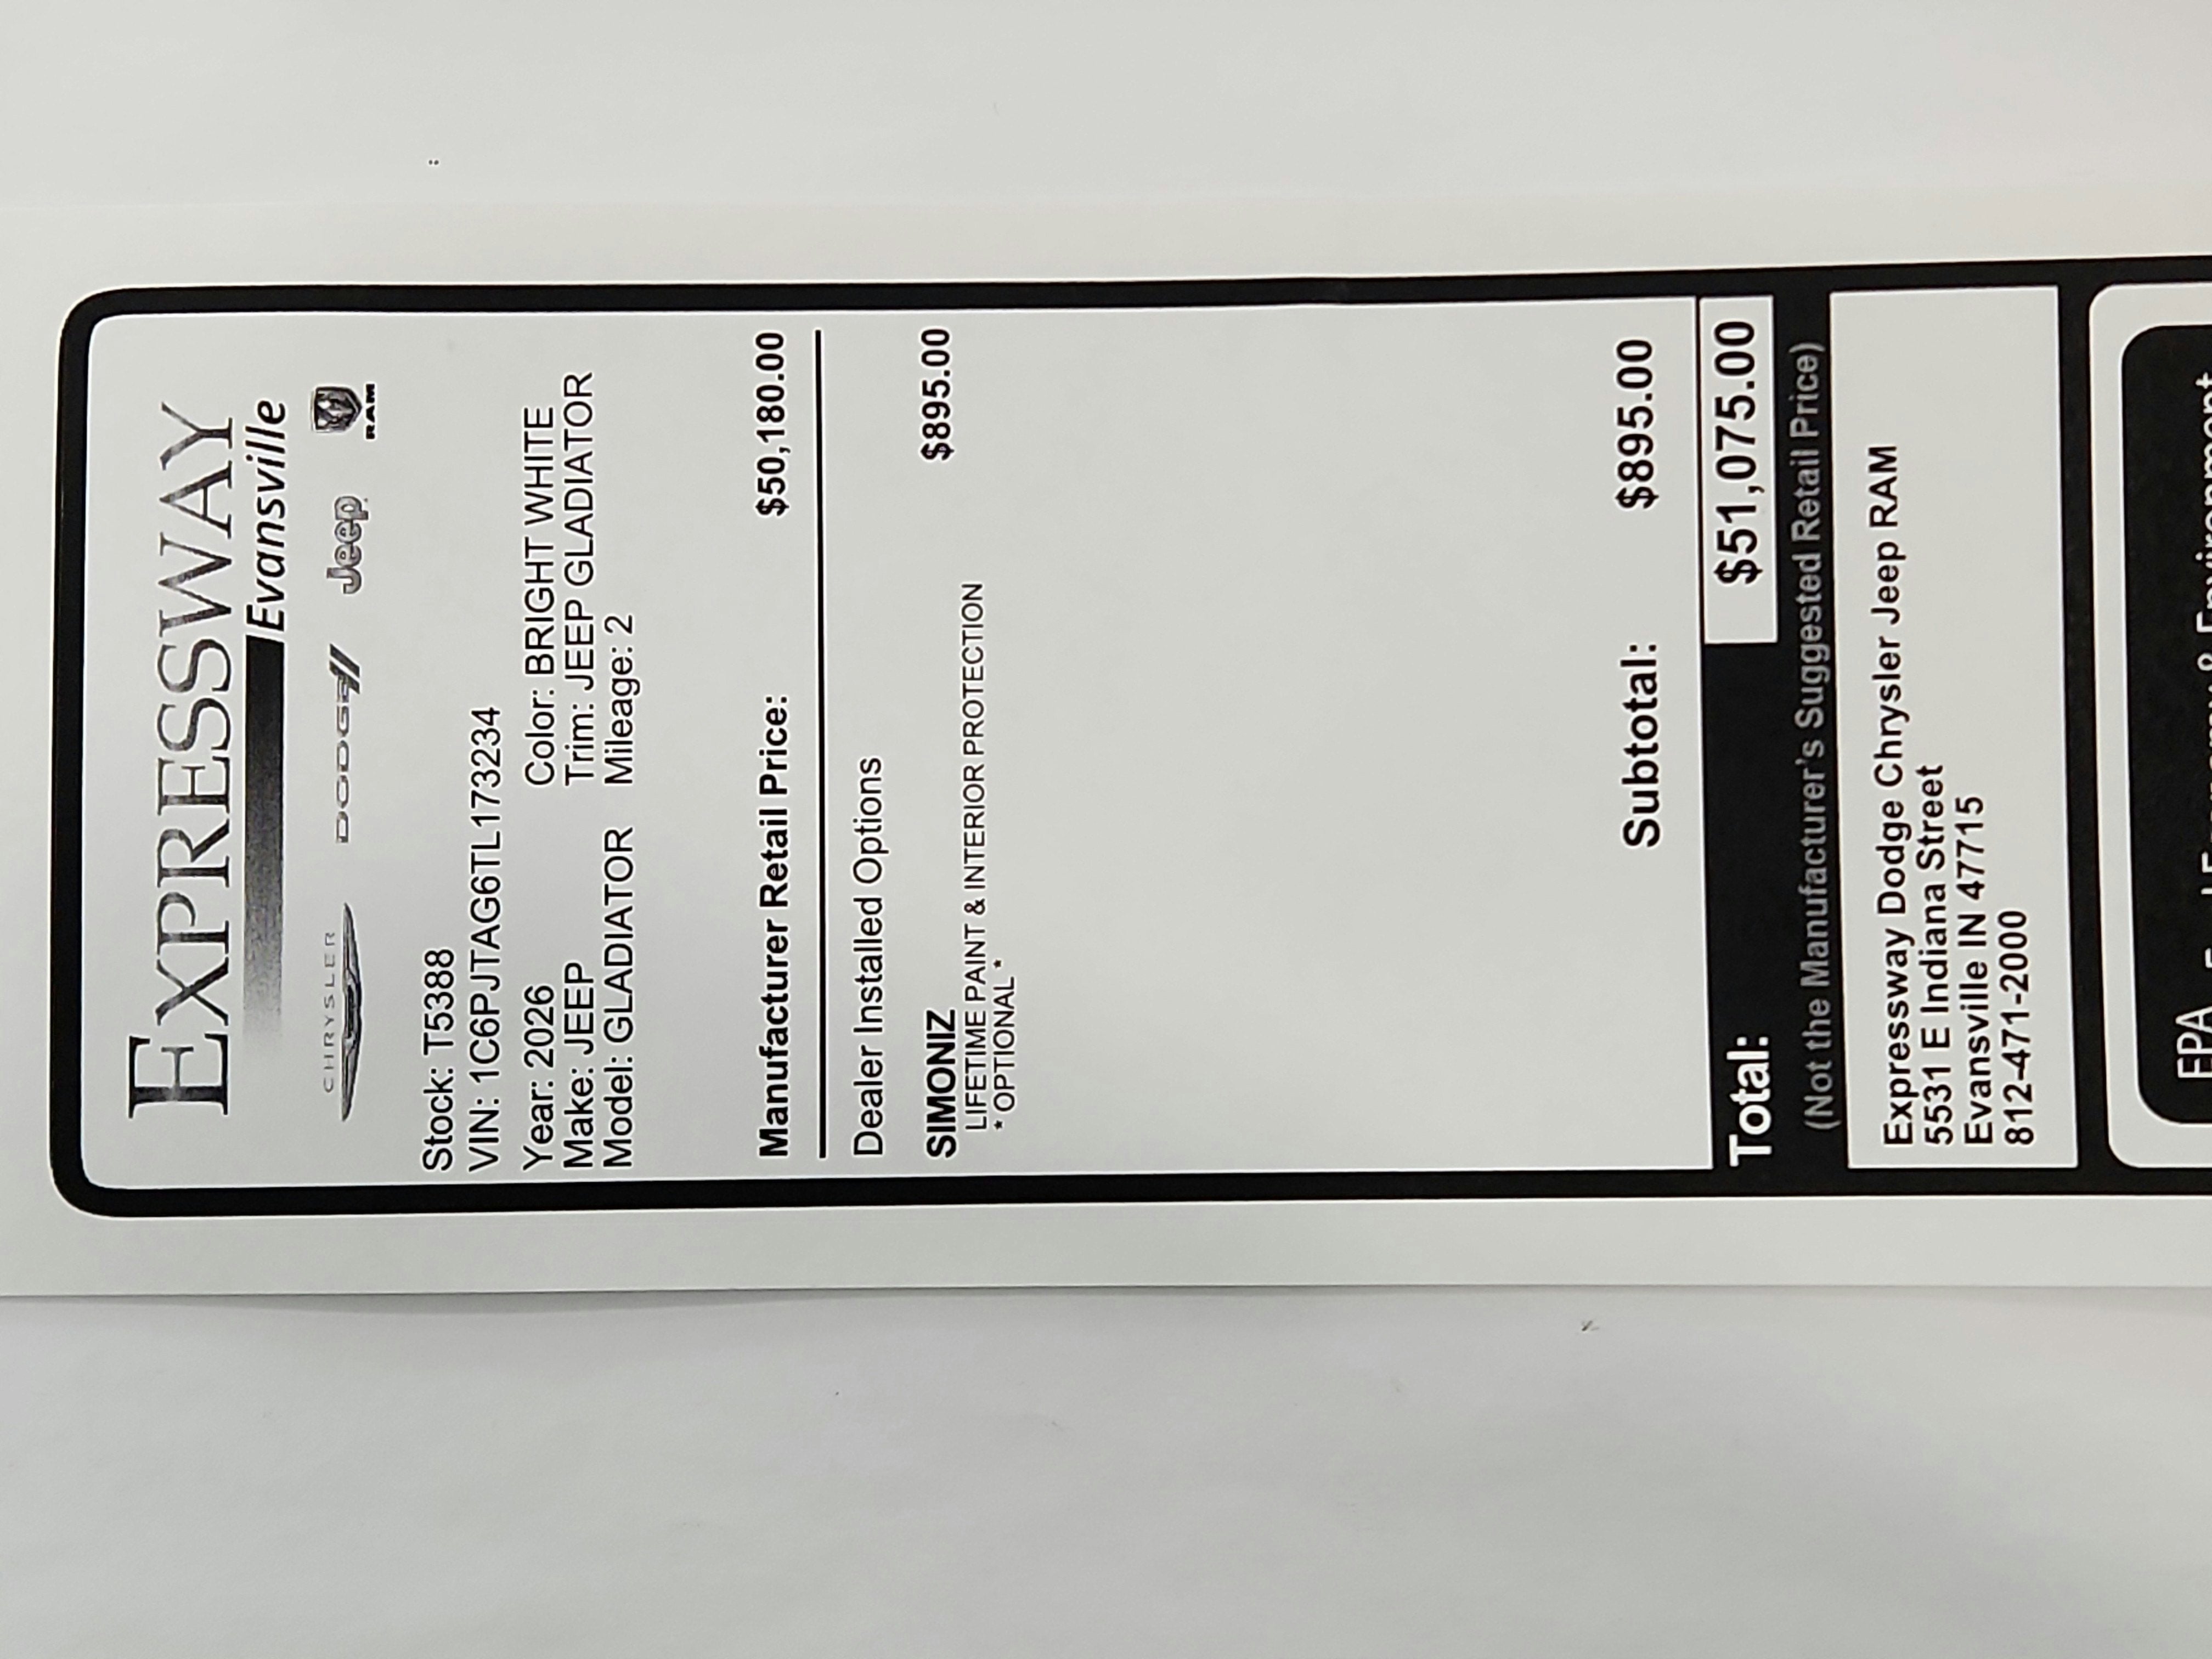 EXPRESSWAY
Evansville
CHRYSLER DODGE Jeep RAM
Stock: T5388
VIN: 1C6PJTAG6TL173234
Year: 2026 Color: BRIGHT WHITE
Make: JEEP Trim: JEEP GLADIATOR
Model: GLADIATOR Mileage: 2
Manufacturer Retail Price: $50,180.00
Dealer Installed Options
SIMONIZ $895.00
LIFETIME PAINT & INTERIOR PROTECTION
*OPTIONAL*
Subtotal: $895.00
Total: $51,075.00
(Not the Manufacturer's Suggested Retail Price)
Expressway Dodge Chrysler Jeep RAM
5531 E Indiana Street
Evansville IN 47715
812-471-2000
EPA